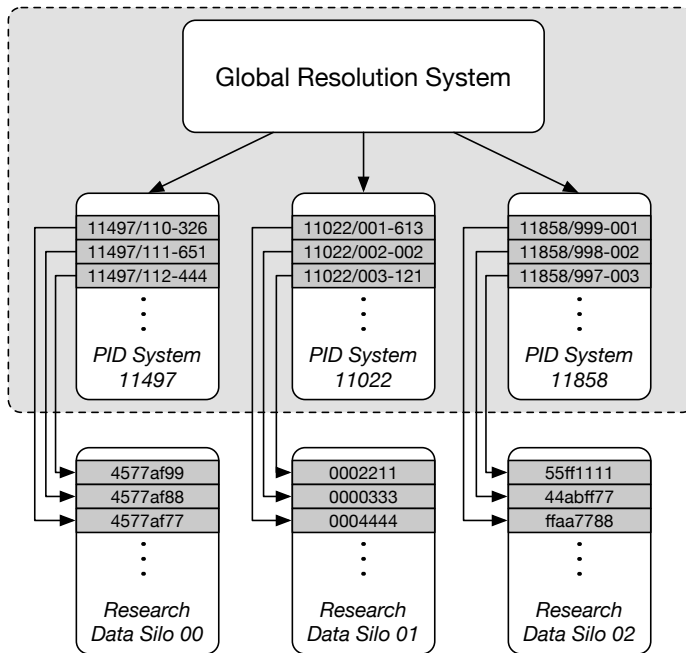 Global Resolution System
11497/110-326
11497/111-651
11497/112-444
PID System
11497
11022/001-613
11022/002-002
11022/003-121
PID System
11022
11858/999-001
11858/998-002
11858/997-003
PID System
11858
4577af99
4577af88
4577af77
Research
Data Silo 00
0002211
0000333
0004444
Research
Data Silo 01
55ff1111
44abff77
ffaa7788
Research
Data Silo 02